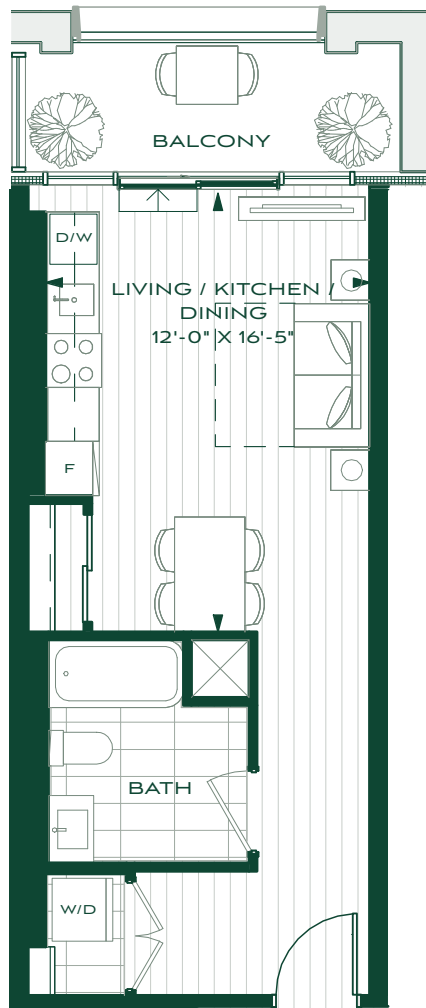 BALCONY
D/W
LIVING / KITCHEN /
DINING
12'-0" X 16'-5"
F
BATH
W/D